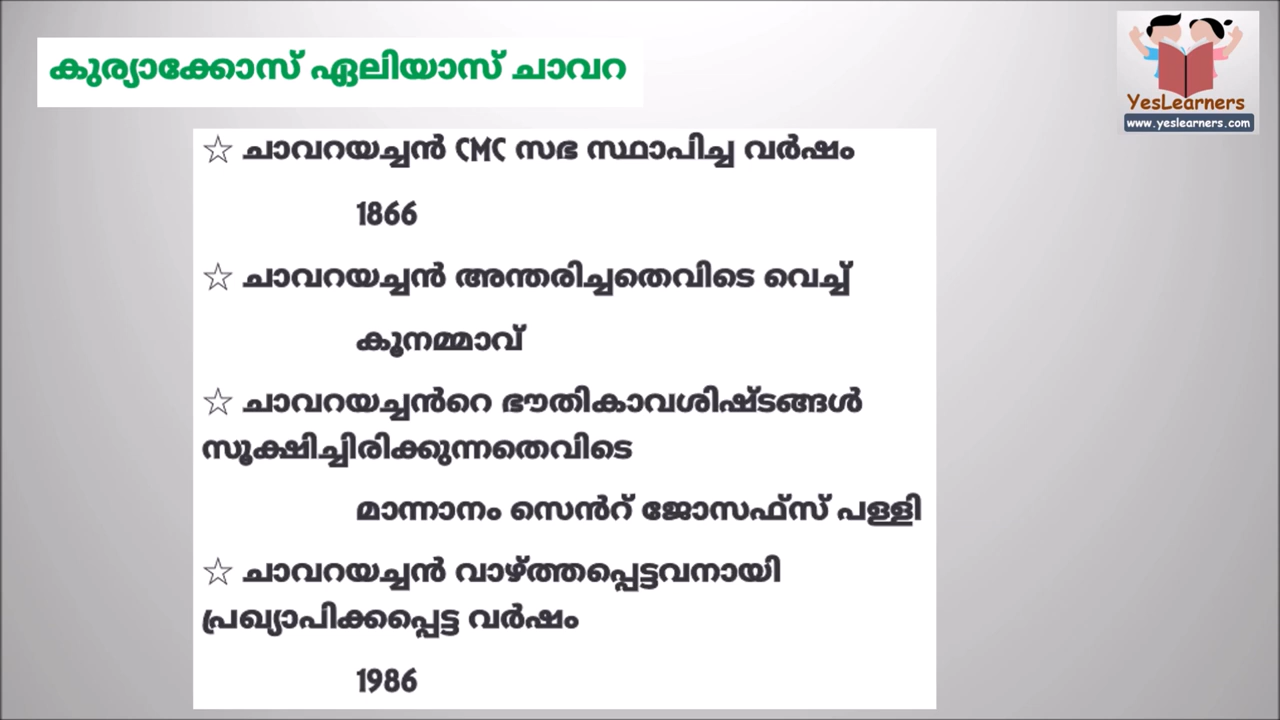 കുര്യാക്കോസ് ഏലിയാസ് ചാവറ
YesLearners
www.yeslearners.com
☆ ചാവറയച്ചൻ CMC സഭ സ്ഥാപിച്ച വർഷം
1866
☆ ചാവറയച്ചൻ അന്തരിച്ചതെവിടെ വെച്ച്
കൂനമ്മാവ്
☆ ചാവറയച്ചൻറെ ഭൗതികാവശിഷ്ടങ്ങൾ
സൂക്ഷിച്ചിരിക്കുന്നതെവിടെ
മാന്നാനം സെൻറ് ജോസഫ്സ് പള്ളി
☆ ചാവറയച്ചൻ വാഴ്ത്തപ്പെട്ടവനായി
പ്രഖ്യാപിക്കപ്പെട്ട വർഷം
1986